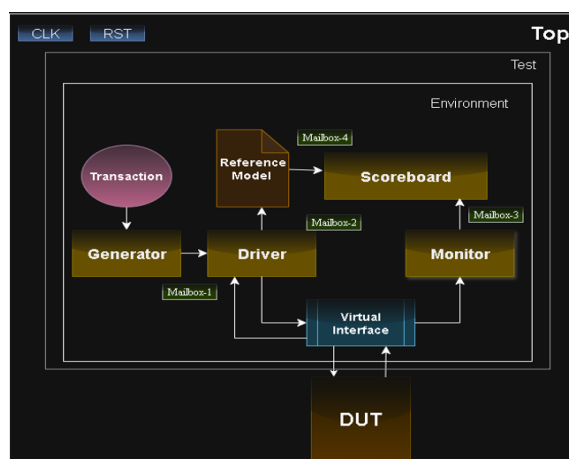 CLK
RST
Top
Test
Environment
Mailbox-4
Reference
Model
Scoreboard
Transaction
Mailbox-3
Mailbox-2
Generator
Driver
Monitor
Mailbox-1
Virtual
Interface
DUT